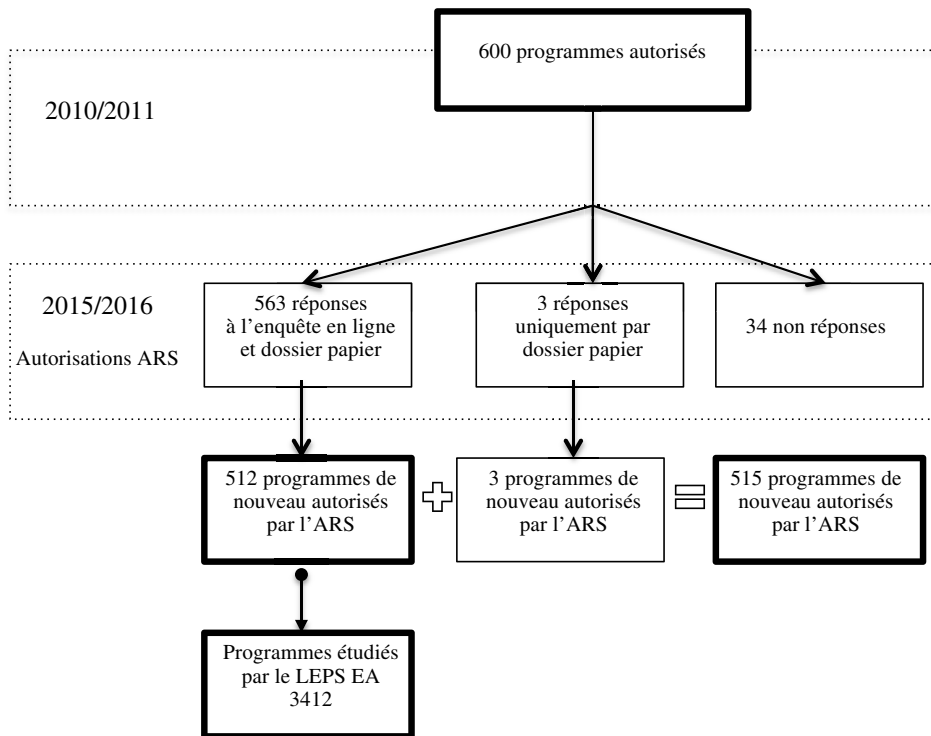 600 programmes autorisés
2010/2011
2015/2016
Autorisations ARS
563 réponses
à l’enquête en ligne
et dossier papier
3 réponses
uniquement par
dossier papier
34 non réponses
512 programmes de
nouveau autorisés
par l’ARS
3 programmes de
nouveau autorisés
par l’ARS
515 programmes de
nouveau autorisés
par l’ARS
Programmes étudiés
par le LEPS EA
3412